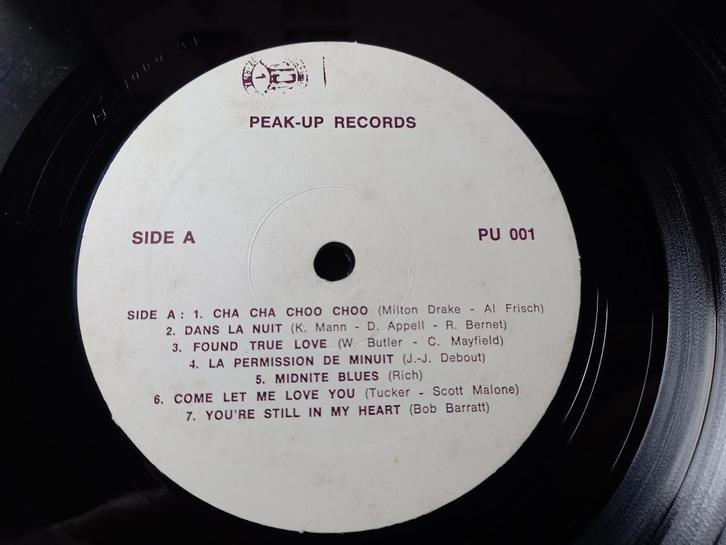 PEAK-UP RECORDS
SIDE A
PU 001
SIDE A : 1. CHA CHA CHOO CHOO (Milton Drake - Al Frisch)
2. DANS LA NUIT (K. Mann - D. Appell - R. Bernet)
3. FOUND TRUE LOVE (W. Butler - C. Mayfield)
4. LA PERMISSION DE MINUIT (J.-J. Debout)
5. MIDNITE BLUES (Rich)
6. COME LET ME LOVE YOU (Tucker - Scott Malone)
7. YOU'RE STILL IN MY HEART (Bob Barratt)